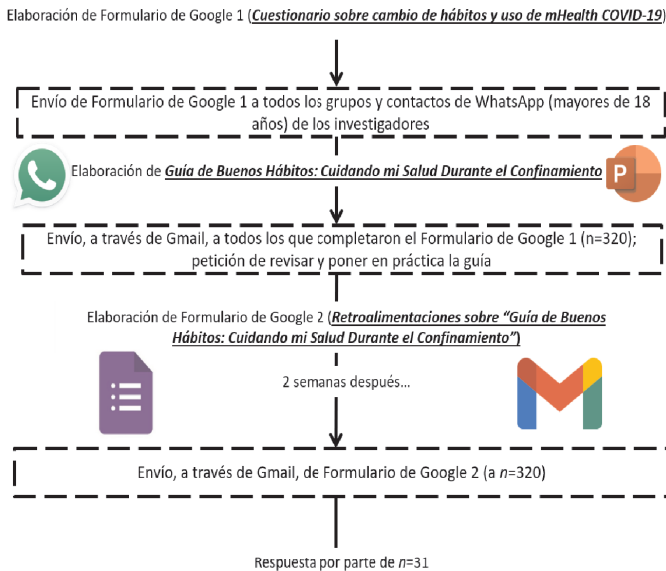 Elaboración de Formulario de Google 1 (Cuestionario sobre cambio de hábitos y uso de mHealth COVID-19)
Envío de Formulario de Google 1 a todos los grupos y contactos de WhatsApp (mayores de 18
años) de los investigadores
Elaboración de Guía de Buenos Hábitos: Cuidando mi Salud Durante el Confinamiento
P
Envío, a través de Gmail, a todos los que completaron el Formulario de Google 1 (n=320);
petición de revisar y poner en práctica la guía
Elaboración de Formulario de Google 2 (Retroalimentaciones sobre “Guía de Buenos
Hábitos: Cuidando mi Salud Durante el Confinamiento”)
2 semanas después...
Envío, a través de Gmail, de Formulario de Google 2 (a n=320)
Respuesta por parte de n=31